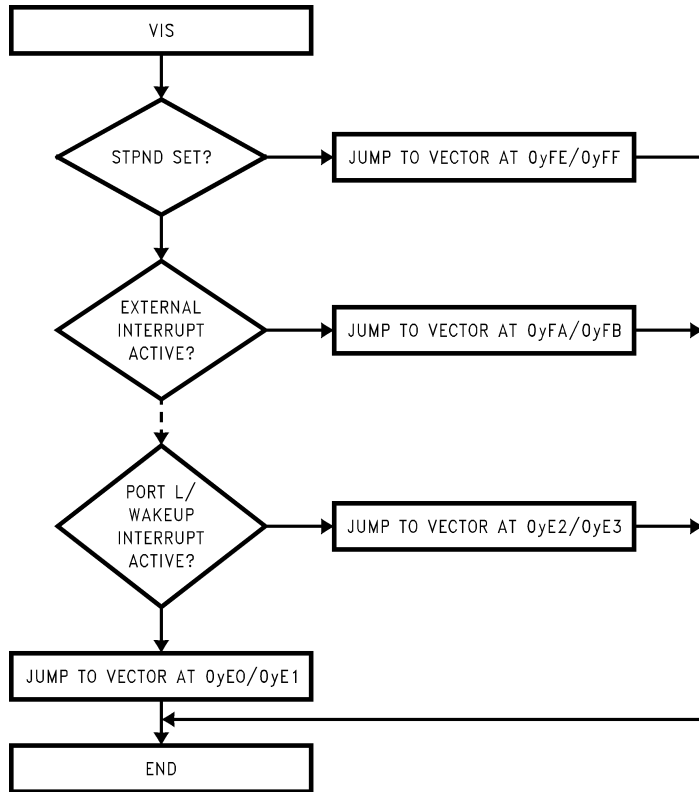 VIS
STPND SET?
JUMP TO VECTOR AT 0yFE/0yFF
EXTERNAL
INTERRUPT
ACTIVE?
JUMP TO VECTOR AT 0yFA/0yFB
PORT L/
WAKEUP
INTERRUPT
ACTIVE?
JUMP TO VECTOR AT 0yE2/0yE3
JUMP TO VECTOR AT 0yE0/0yE1
END